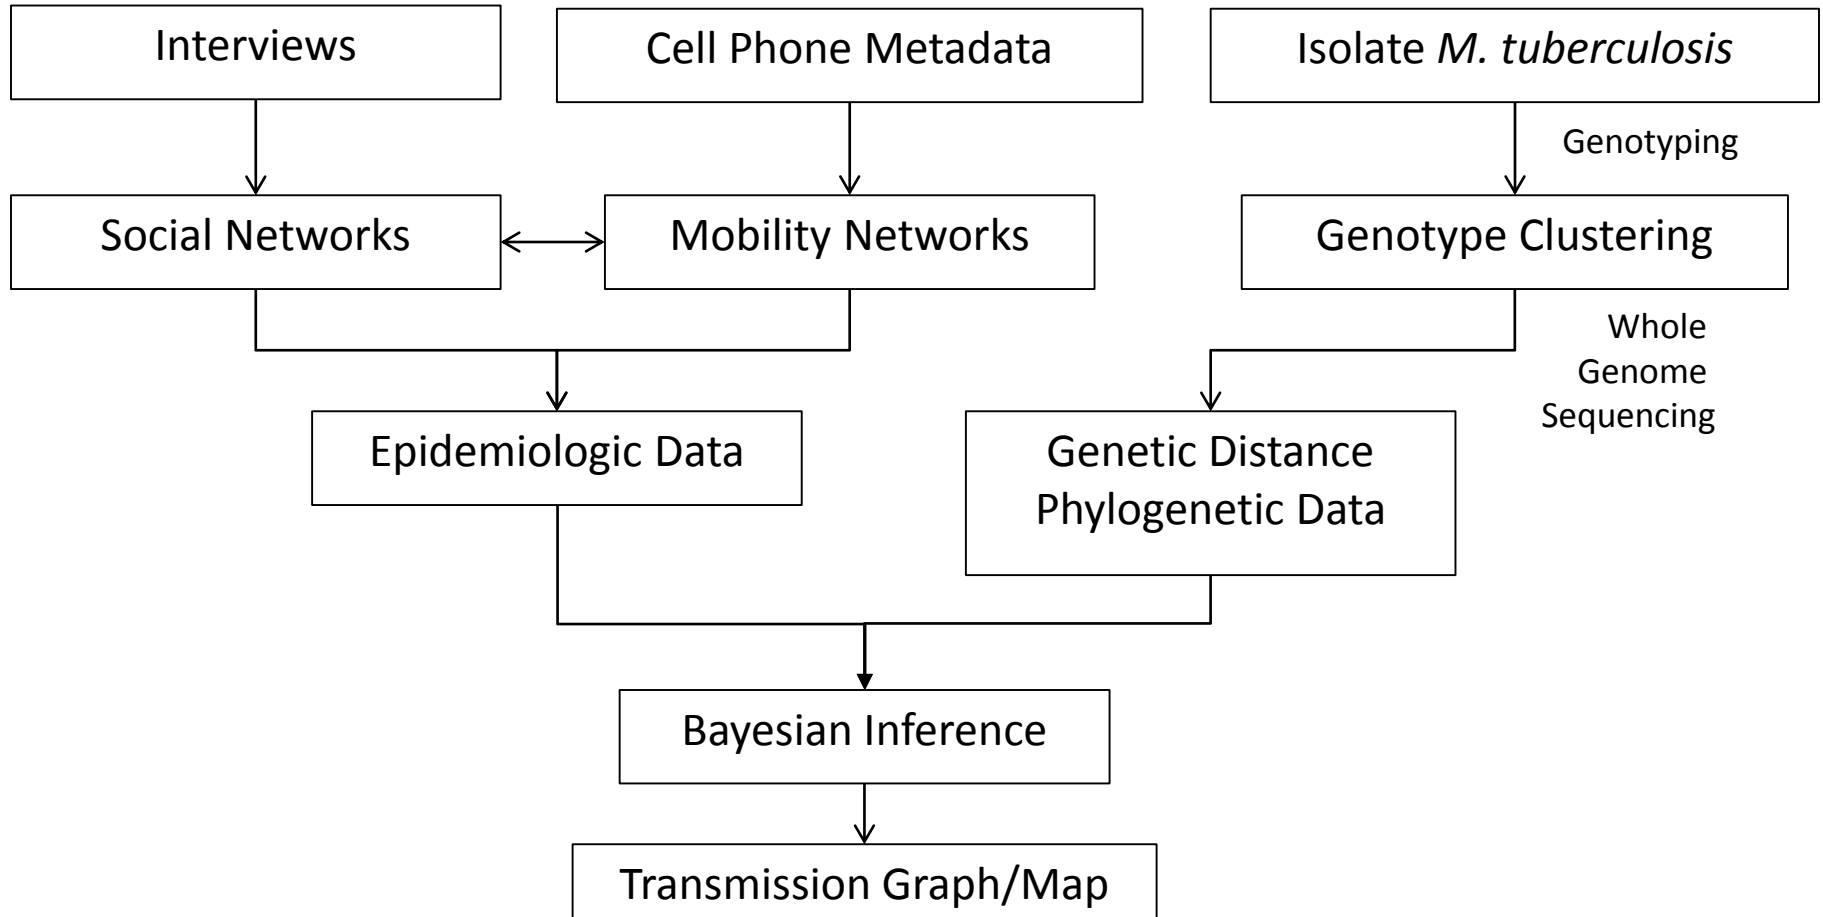 Interviews
Cell Phone Metadata
Isolate M. tuberculosis
Genotyping
Social Networks
Mobility Networks
Genotype Clustering
Whole
Genome
Sequencing
Epidemiologic Data
Genetic Distance
Phylogenetic Data
Bayesian Inference
Transmission Graph/Map